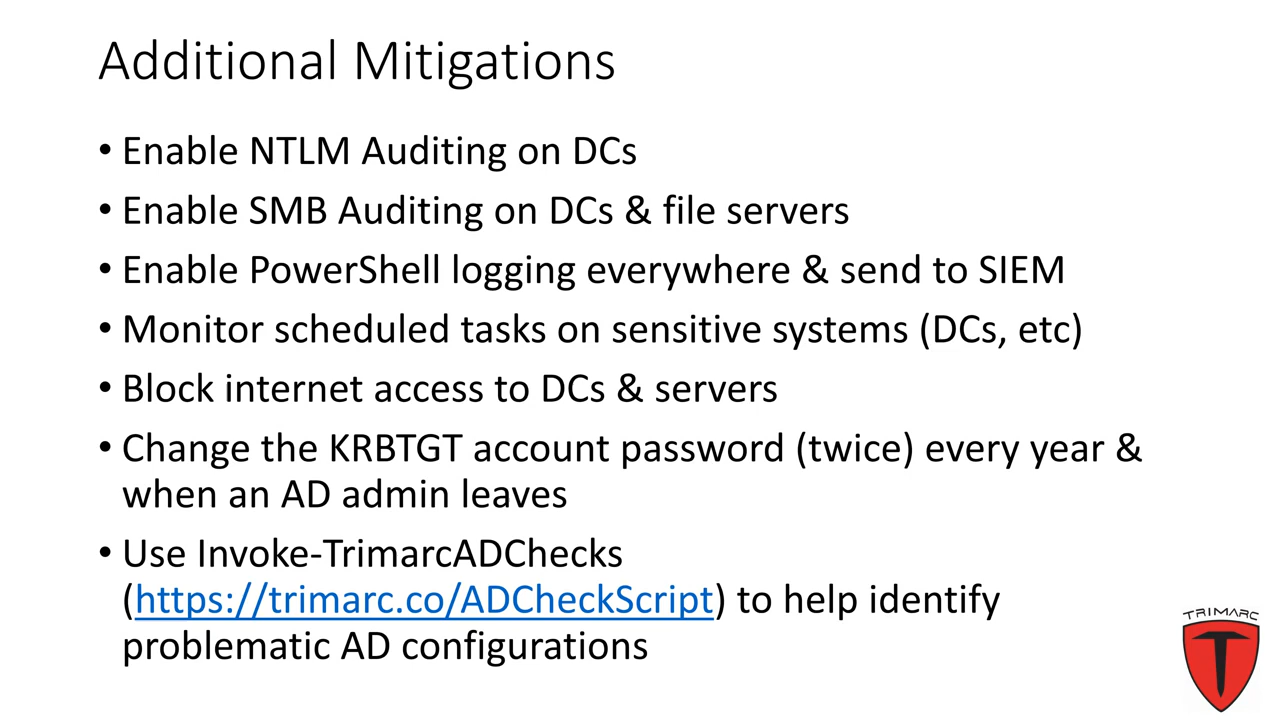 Additional Mitigations
• Enable NTLM Auditing on DCs
• Enable SMB Auditing on DCs & file servers
• Enable PowerShell logging everywhere & send to SIEM
• Monitor scheduled tasks on sensitive systems (DCs, etc)
• Block internet access to DCs & servers
• Change the KRBTGT account password (twice) every year &
when an AD admin leaves
• Use Invoke-TrimarcADChecks
(https://trimarc.co/ADCheckScript) to help identify
problematic AD configurations
TRIMARC